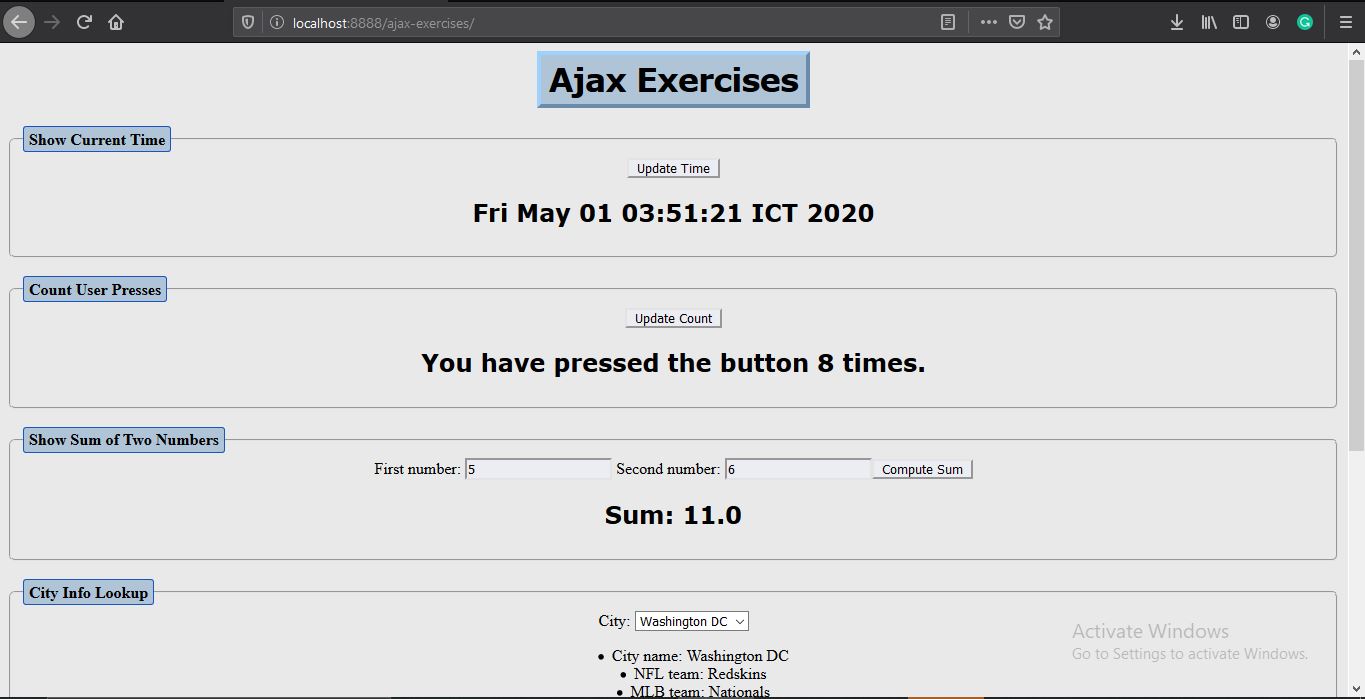 localhost:8888/ajax-exercises/
Ajax Exercises
Show Current Time
Update Time
Fri May 01 03:51:21 ICT 2020
Count User Presses
Update Count
You have pressed the button 8 times.
Show Sum of Two Numbers
First number: 5 Second number: 6 Compute Sum
Sum: 11.0
City Info Lookup
City: Washington DC
• City name: Washington DC
• NFL team: Redskins
• MLB team: Nationals
Activate Windows
Go to Settings to activate Windows.